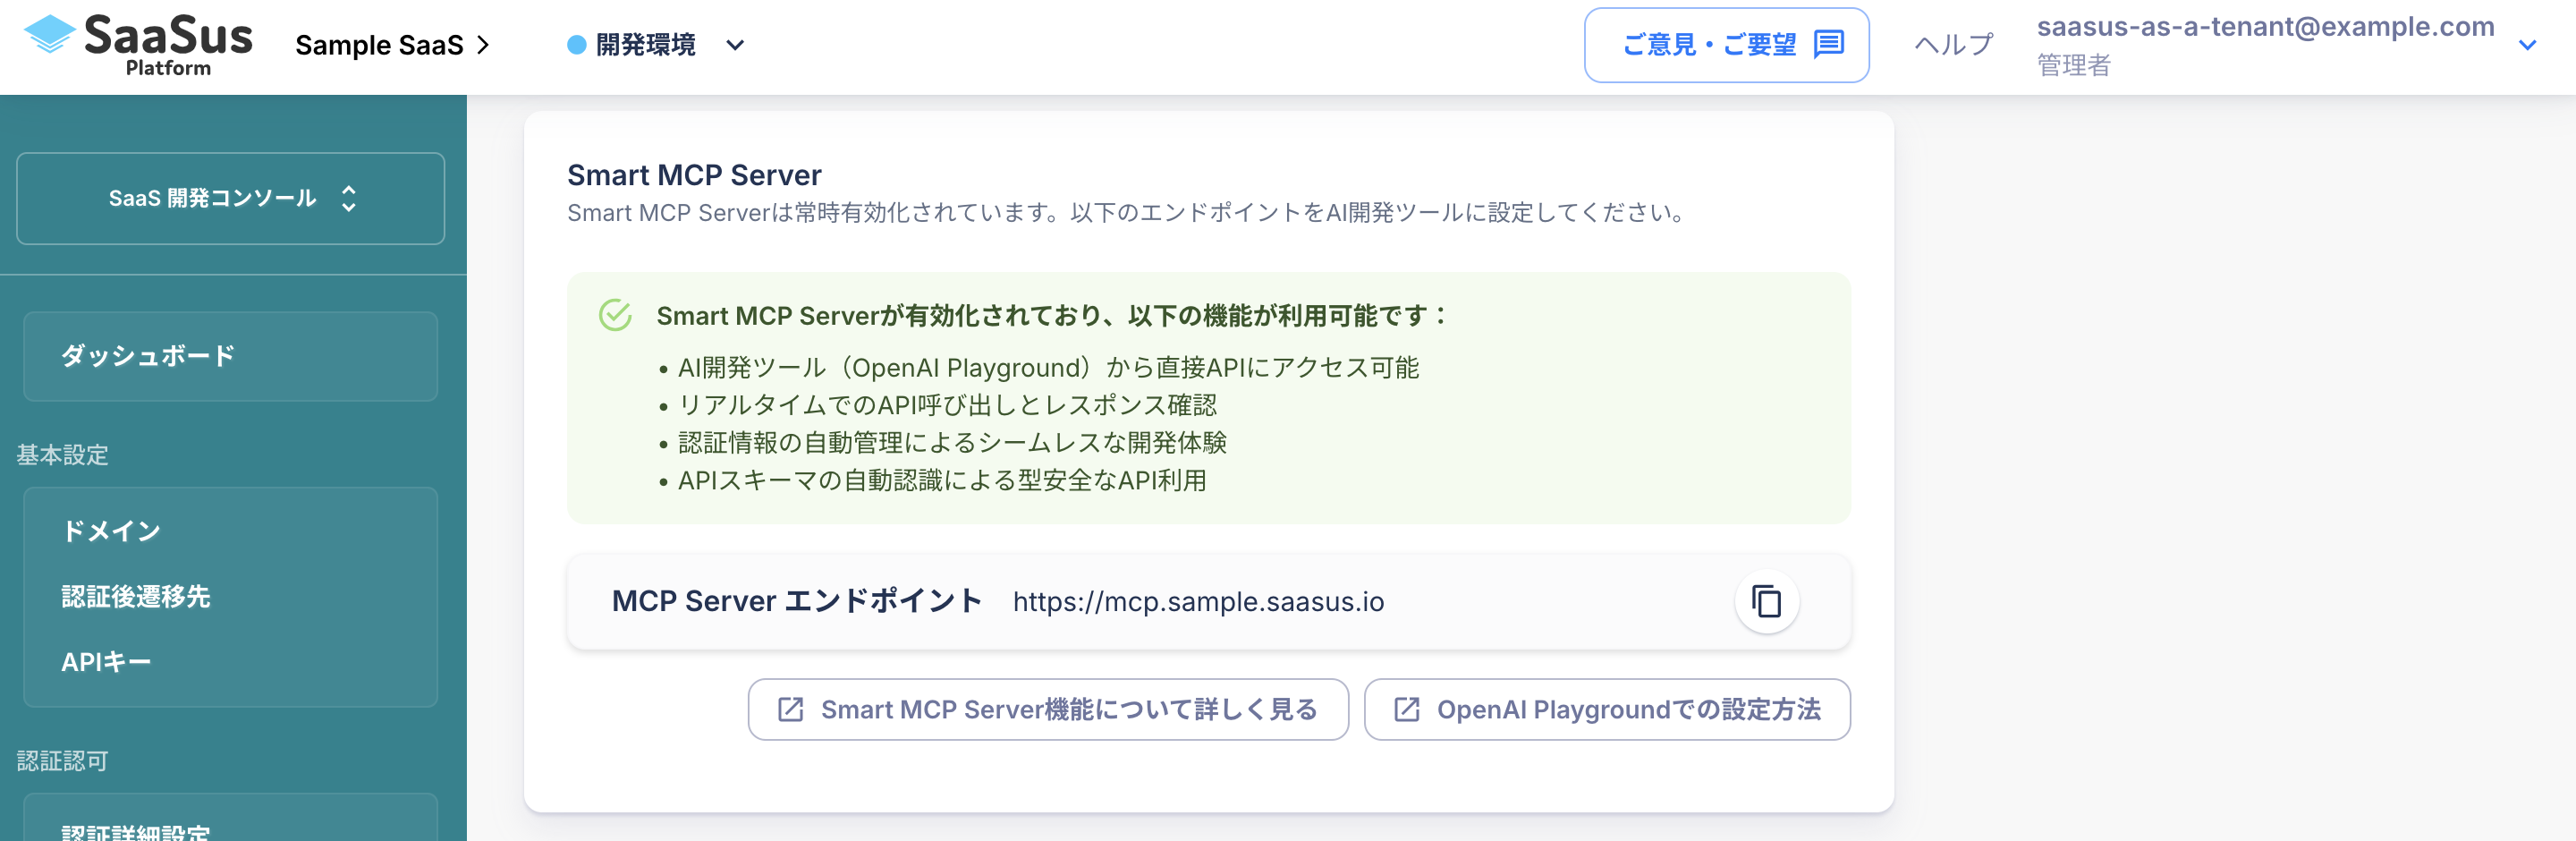 SaaSus
Platform
Sample SaaS
開発環境
ご意見・ご要望
ヘルプ
saasus-as-a-tenant@example.com
管理者
SaaS 開発コンソール
ダッシュボード
基本設定
ドメイン
認証後遷移先
APIキー
認証認可
認証詳細設定
Smart MCP Server
Smart MCP Serverは常時有効化されています。以下のエンドポイントをAI開発ツールに設定してください。
Smart MCP Serverが有効化されており、以下の機能が利用可能です：
• AI開発ツール（OpenAI Playground）から直接APIにアクセス可能
• リアルタイムでのAPI呼び出しとレスポンス確認
• 認証情報の自動管理によるシームレスな開発体験
• APIスキーマの自動認識による型安全なAPI利用
MCP Server エンドポイント https://mcp.sample.saasus.io
Smart MCP Server機能について詳しく見る
OpenAI Playgroundでの設定方法